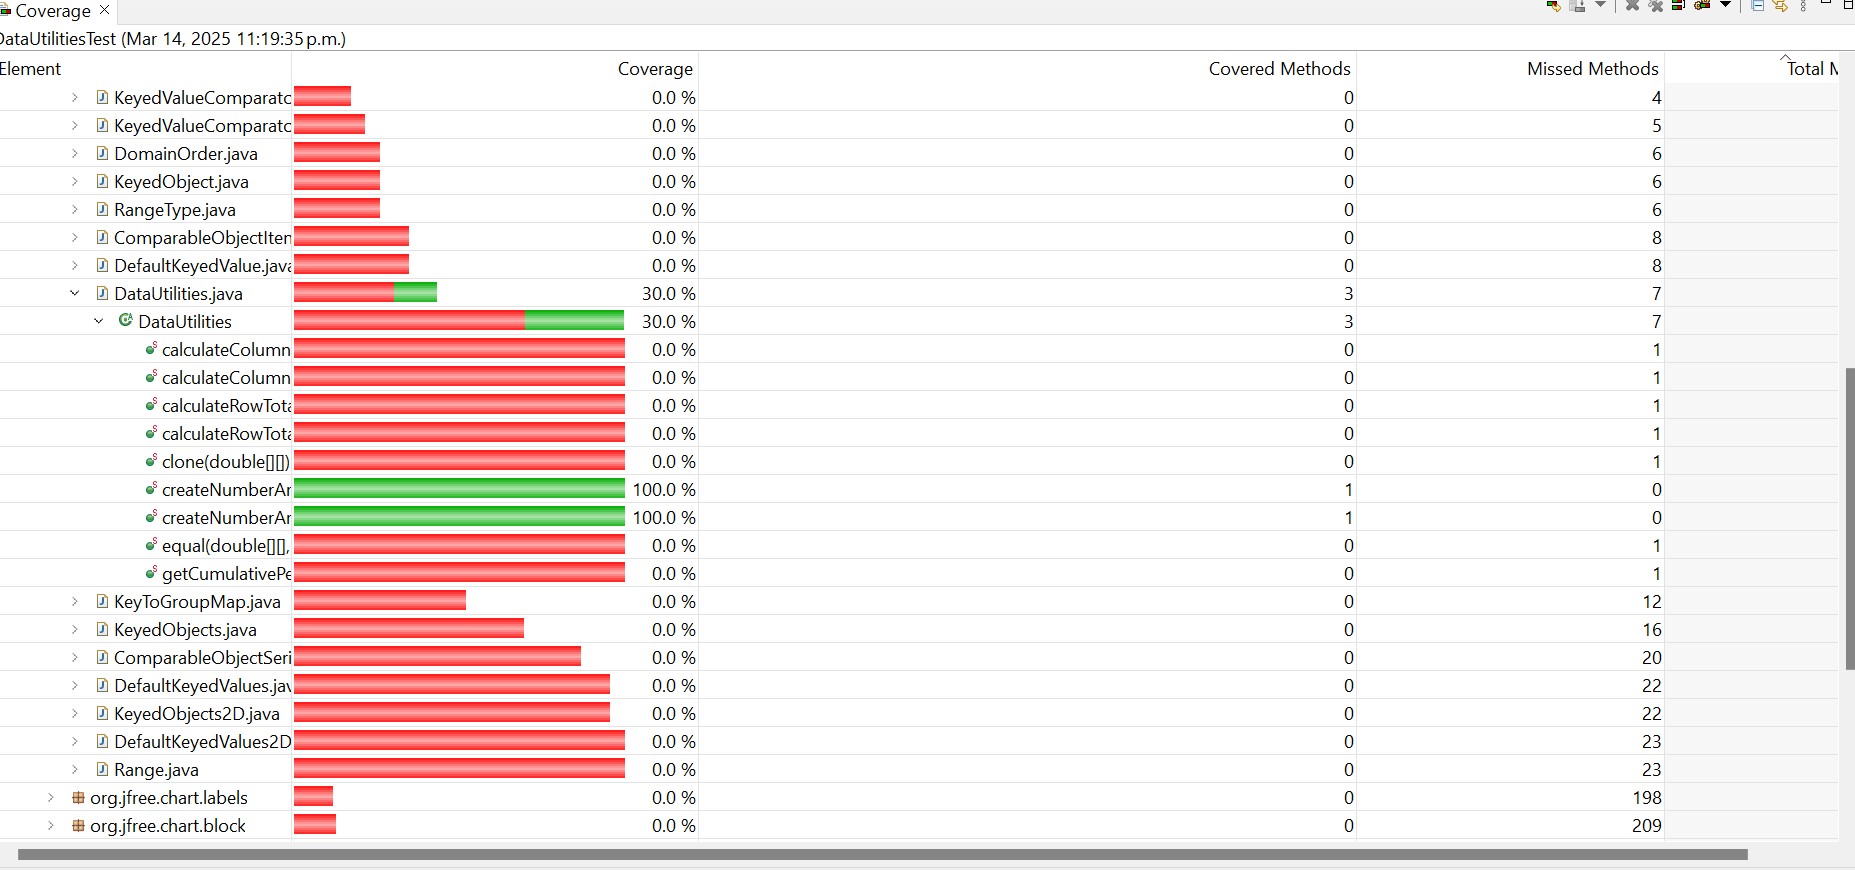 Coverage
DataUtilitiesTest (Mar 14, 2025 11:19:35 p.m.)
Element Coverage Covered Methods Missed Methods Total M
KeyedValueComparato 0.0 % 0 4
KeyedValueComparato 0.0 % 0 5
DomainOrder.java 0.0 % 0 6
KeyedObject.java 0.0 % 0 6
RangeType.java 0.0 % 0 6
ComparableObjectIten 0.0 % 0 8
DefaultKeyedValue.java 0.0 % 0 8
DataUtilities.java 30.0 % 3 7
DataUtilities 30.0 % 3 7
calculateColumn 0.0 % 0 1
calculateColumn 0.0 % 0 1
calculateRowTota 0.0 % 0 1
calculateRowTota 0.0 % 0 1
clone(double[][]) 0.0 % 0 1
createNumberAr 100.0 % 1 0
createNumberAr 100.0 % 1 0
equal(double[][], 0.0 % 0 1
getCumulativePe 0.0 % 0 1
KeyToGroupMap.java 0.0 % 0 12
KeyedObjects.java 0.0 % 0 16
ComparableObjectSeri 0.0 % 0 20
DefaultKeyedValues.jav 0.0 % 0 22
KeyedObjects2D.java 0.0 % 0 22
DefaultKeyedValues2D 0.0 % 0 23
Range.java 0.0 % 0 23
org.jfree.chart.labels 0.0 % 0 198
org.jfree.chart.block 0.0 % 0 209